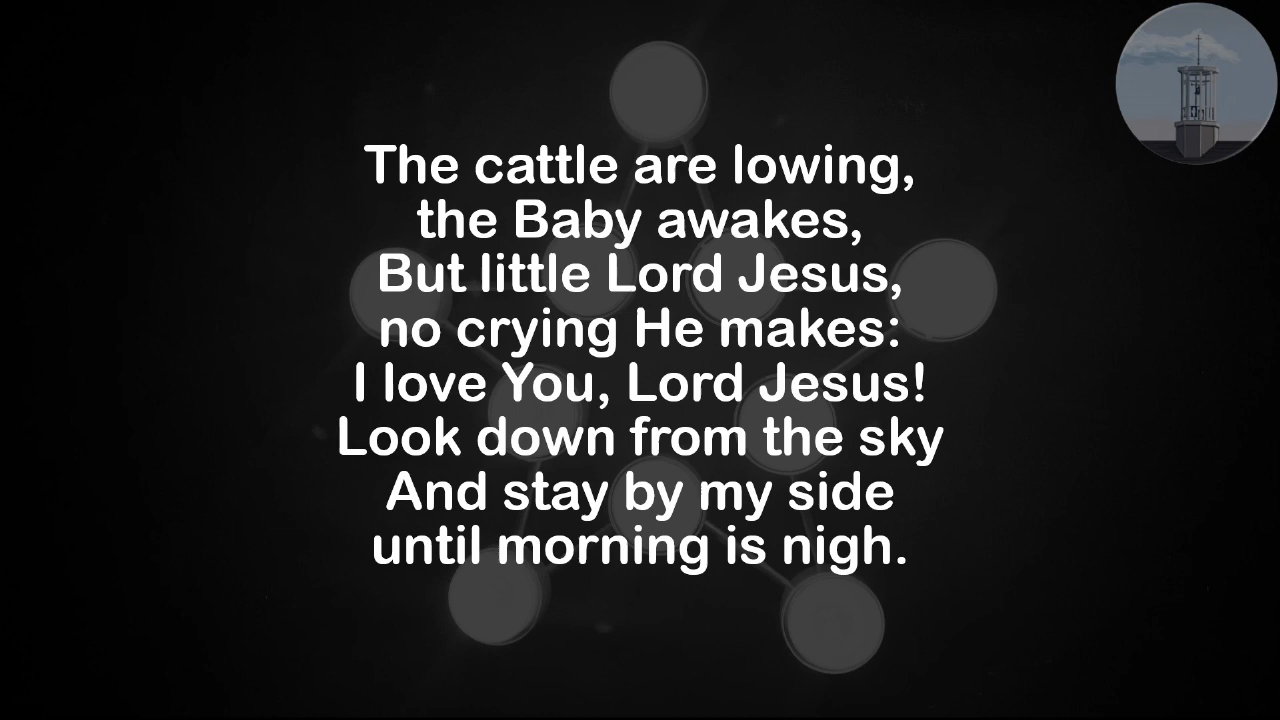 The cattle are lowing,
the Baby awakes,
But little Lord Jesus,
no crying He makes:
I love You, Lord Jesus!
Look down from the sky
And stay by my side
until morning is nigh.